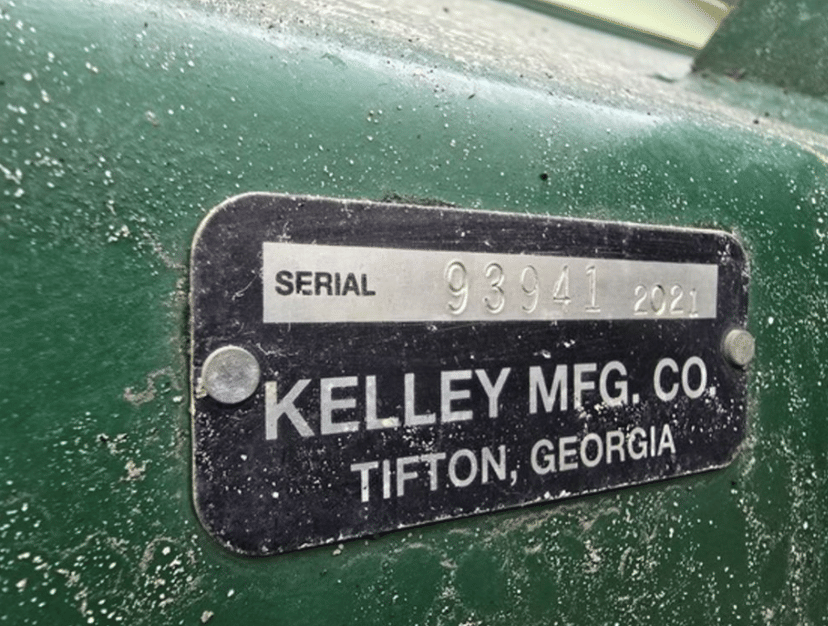 SERIAL 93941 2021
KELLEY MFG. CO.
TIFTON, GEORGIA